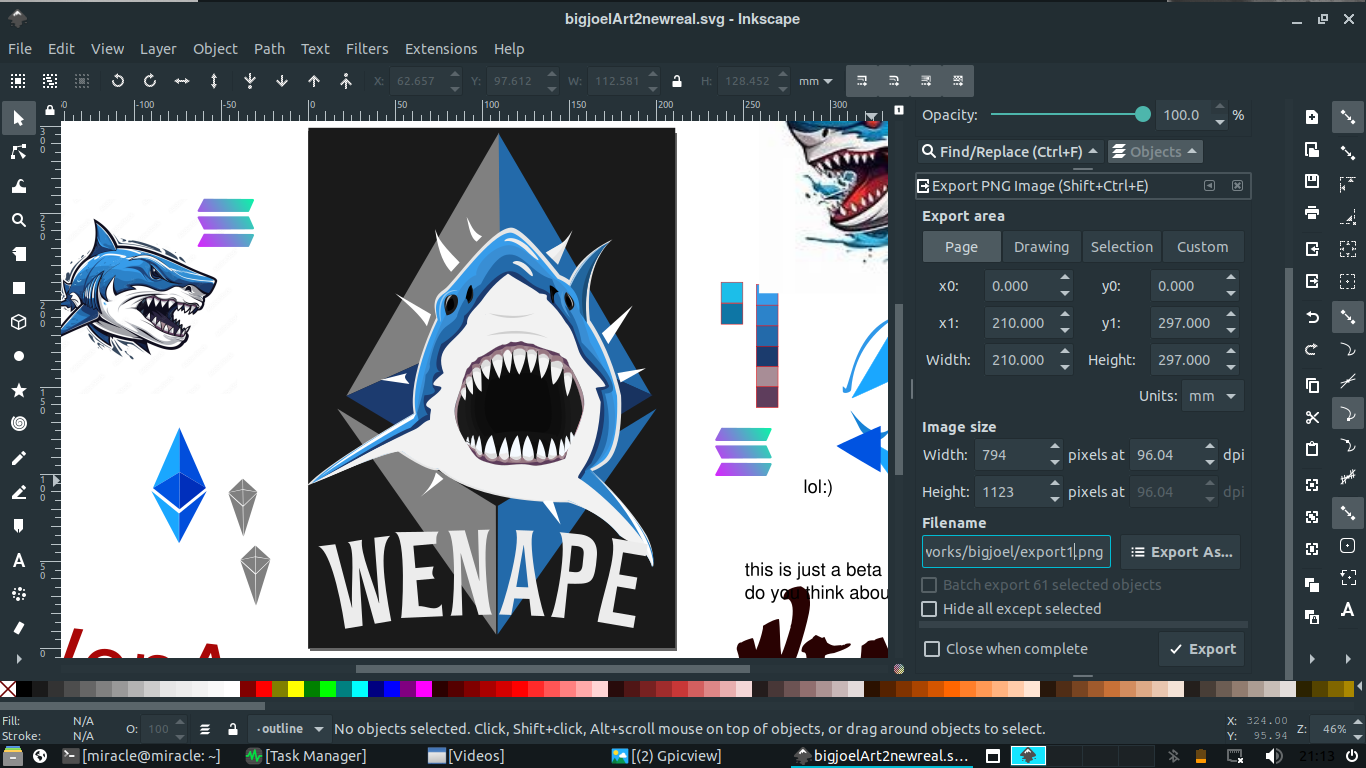 bigjoelArt2newreal.svg - Inkscape
File Edit View Layer Object Path Text Filters Extensions Help
X: 62.657 Y: 97.612 W: 112.581 H: 128.452 mm
-100 -50 0 50 100 150 200 250 300
Opacity: 100.0 %
Find/Replace (Ctrl+F) Objects
Export PNG Image (Shift+Ctrl+E)
Export area
Page Drawing Selection Custom
x0: 0.000 y0: 0.000
x1: 210.000 y1: 297.000
Width: 210.000 Height: 297.000
Units: mm
Image size
Width: 794 pixels at 96.04 dpi
Height: 1123 pixels at 96.04 dpi
Filename
vorks/bigjoel/export1.png Export As...
Batch export 61 selected objects
Hide all except selected
Close when complete Export
lol:)
this is just a beta
do you think abou
WENAPE
Fill: N/A
Stroke: N/A
O: 100
outline
No objects selected. Click, Shift+click, Alt+scroll mouse on top of objects, or drag around objects to select.
X: 324.00
Y: 95.94
Z: 46%
[miracle@miracle: ~] [Task Manager] [Videos] [(2) Gpicview] bigjoelArt2newreal.s... 21:13